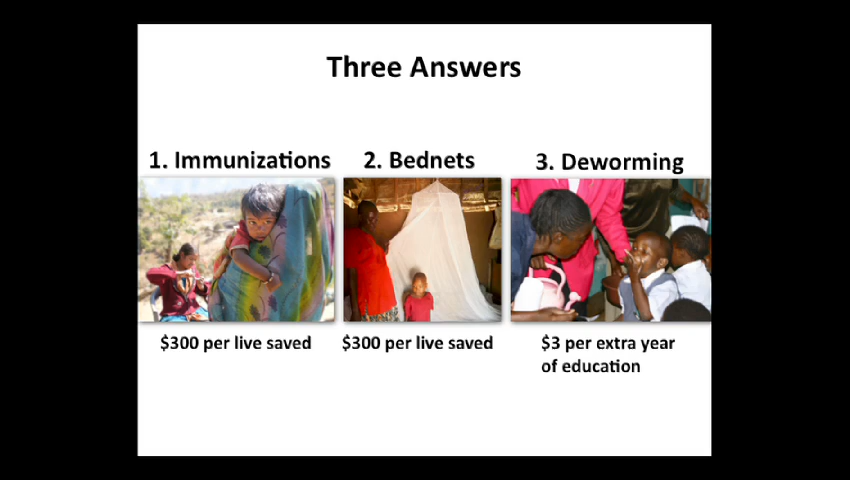 Three Answers
1. Immunizations
2. Bednets
3. Deworming
$300 per live saved
$300 per live saved
$3 per extra year
of education